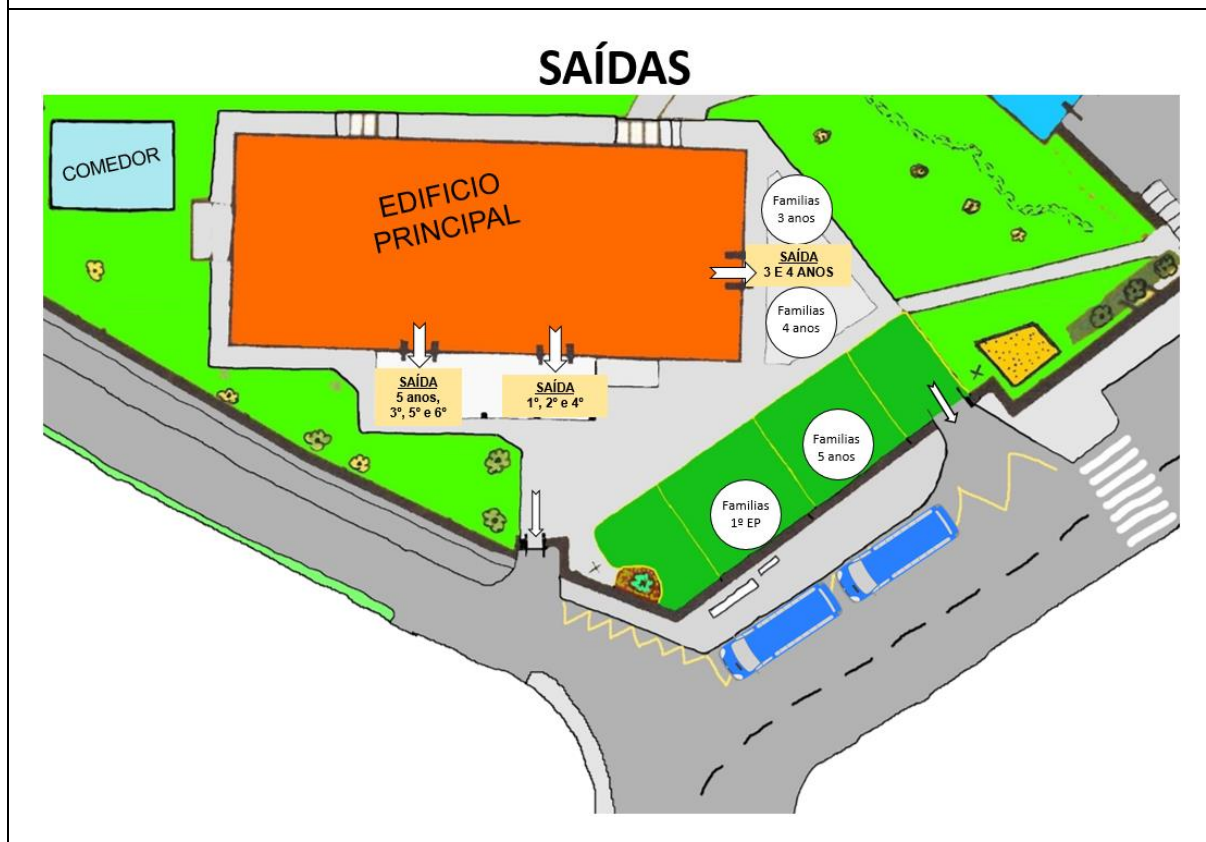 SAÍDAS
COMEDOR
EDIFICIO
PRINCIPAL
Familias
3 anos
SAÍDA
3 E 4 ANOS
Familias
4 anos
SAÍDA
5 anos,
3º, 5º e 6º
SAÍDA
1º, 2º e 4º
Familias
5 anos
Familias
1º EP